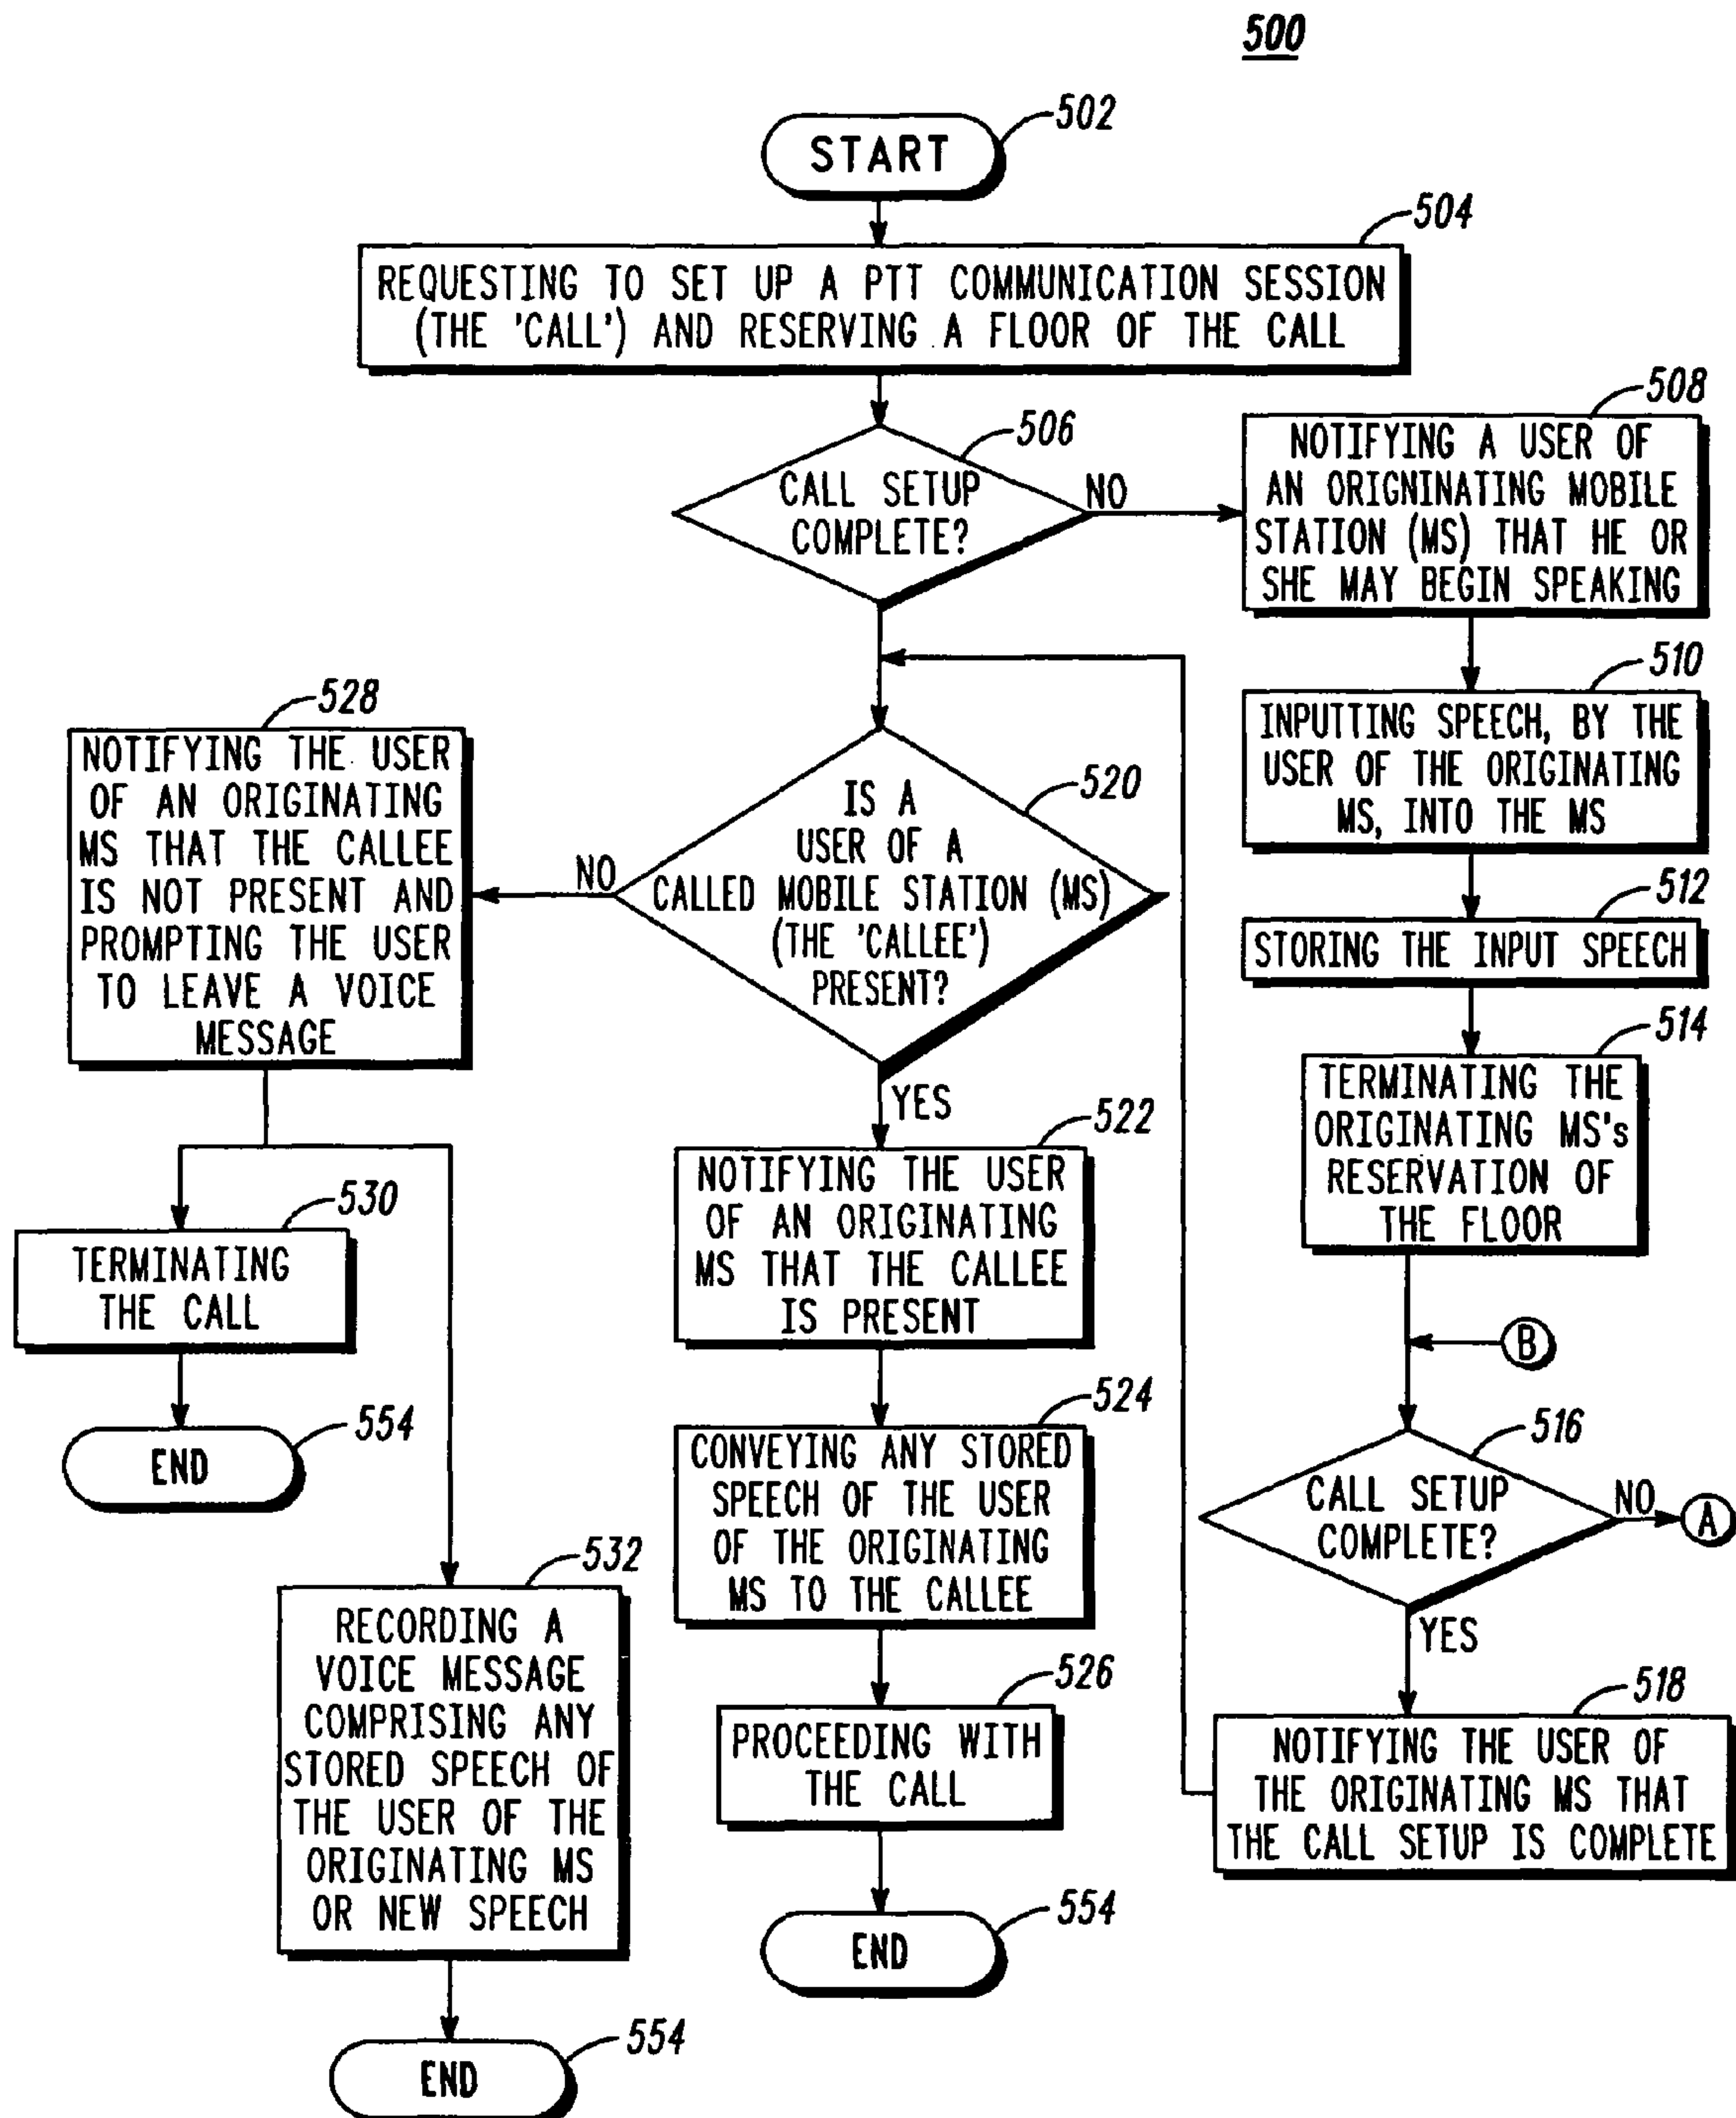 500
502
START
504
REQUESTING TO SET UP A PTT COMMUNICATION SESSION
(THE 'CALL') AND RESERVING A FLOOR OF THE CALL
506
CALL SETUP
COMPLETE?
NO
508
NOTIFYING A USER OF
AN ORIGNINATING MOBILE
STATION (MS) THAT HE OR
SHE MAY BEGIN SPEAKING
510
INPUTTING SPEECH, BY THE
USER OF THE ORIGINATING
MS, INTO THE MS
512
STORING THE INPUT SPEECH
514
TERMINATING THE
ORIGINATING MS's
RESERVATION OF
THE FLOOR
B
516
CALL SETUP
COMPLETE?
NO
A
YES
518
NOTIFYING THE USER OF
THE ORIGINATING MS THAT
THE CALL SETUP IS COMPLETE
520
IS A
USER OF A
CALLED MOBILE STATION (MS)
(THE 'CALLEE')
PRESENT?
NO
YES
522
NOTIFYING THE USER
OF AN ORIGINATING
MS THAT THE CALLEE
IS PRESENT
524
CONVEYING ANY STORED
SPEECH OF THE USER
OF THE ORIGINATING
MS TO THE CALLEE
526
PROCEEDING WITH
THE CALL
554
END
528
NOTIFYING THE USER
OF AN ORIGINATING
MS THAT THE CALLEE
IS NOT PRESENT AND
PROMPTING THE USER
TO LEAVE A VOICE
MESSAGE
530
TERMINATING
THE CALL
554
END
532
RECORDING A
VOICE MESSAGE
COMPRISING ANY
STORED SPEECH OF
THE USER OF THE
ORIGINATING MS
OR NEW SPEECH
554
END